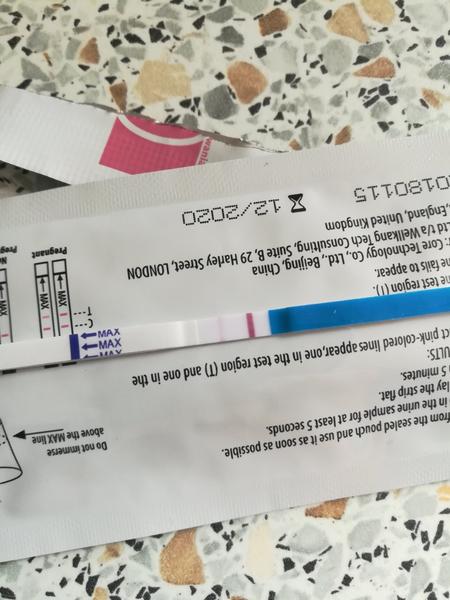 from the sealed pouch and use it as soon as possible.
in the urine sample for at least 5 seconds.
lay the strip flat.
5 minutes.
ULTS:
ct pink-colored lines appear, one in the test region (T) and one in the
Do not immerse
above the MAX line
MAX
MAX
MAX
e test region (T).
ne fails to appear.
: Core Technology Co., Ltd. Beijing, China
Ltd t/a Wellkang Tech Consulting, Suite B, 29 Harley Street, LONDON
, England, United Kingdom
0180115
12/2020
C
T
MAX
MAX
MAX
Pregnant